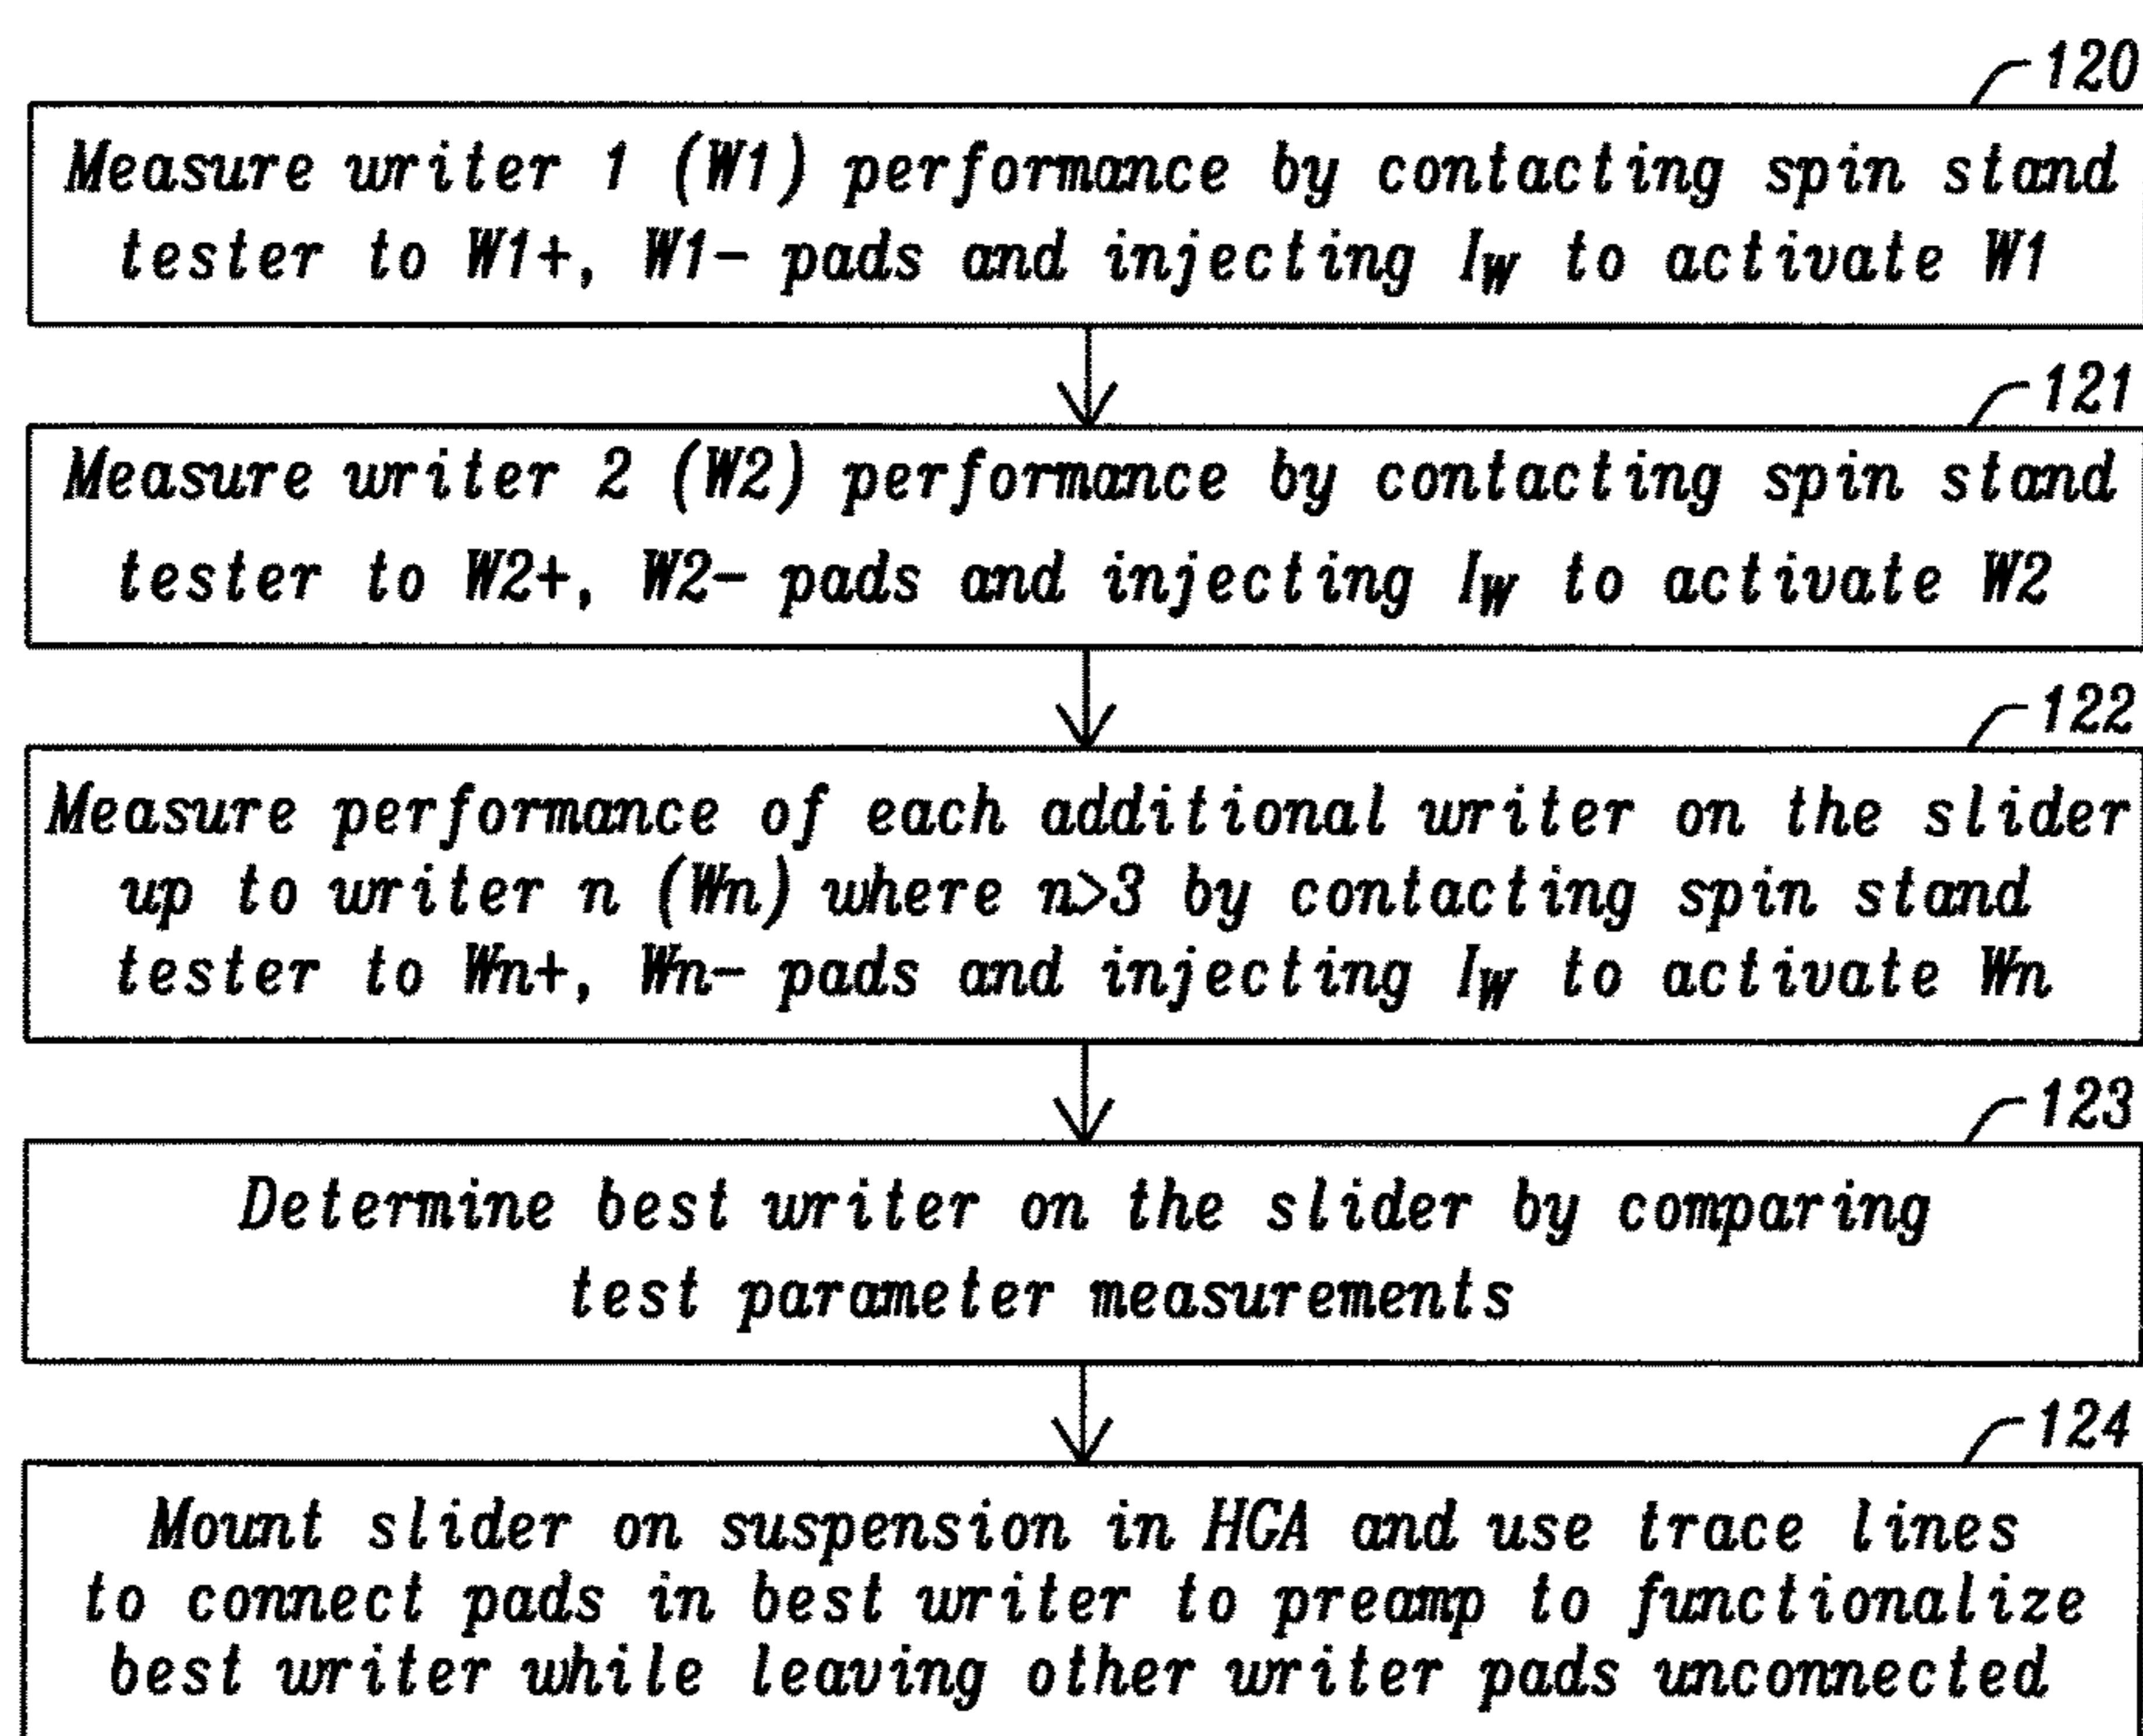 120
Measure writer 1 (W1) performance by contacting spin stand
tester to W1+, W1- pads and injecting IW to activate W1
121
Measure writer 2 (W2) performance by contacting spin stand
tester to W2+, W2- pads and injecting IW to activate W2
122
Measure performance of each additional writer on the slider
up to writer n (Wn) where n>3 by contacting spin stand
tester to Wn+, Wn- pads and injecting IW to activate Wn
123
Determine best writer on the slider by comparing
test parameter measurements
124
Mount slider on suspension in HGA and use trace lines
to connect pads in best writer to preamp to functionalize
best writer while leaving other writer pads unconnected